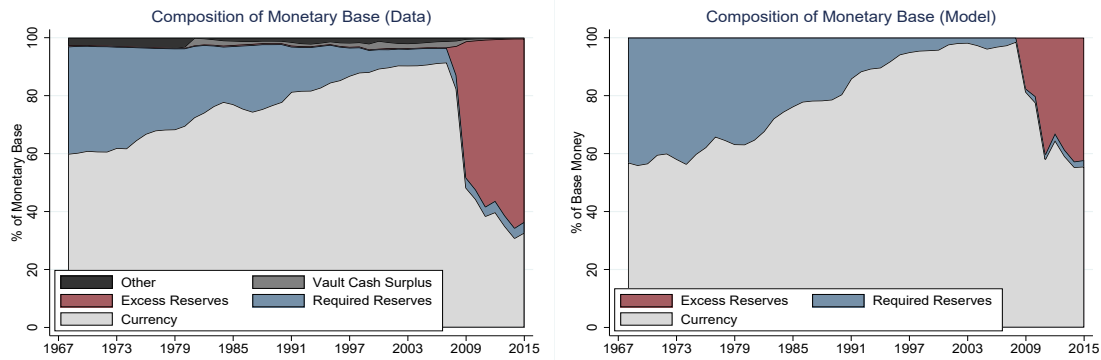 Composition of Monetary Base (Data)
% of Monetary Base
100
80
60
40
20
0
Other
Vault Cash Surplus
Excess Reserves
Required Reserves
Currency
1967 1973 1979 1985 1991 1997 2003 2009 2015
Composition of Monetary Base (Model)
% of Base Money
100
80
60
40
20
0
Excess Reserves
Required Reserves
Currency
1967 1973 1979 1985 1991 1997 2003 2009 2015